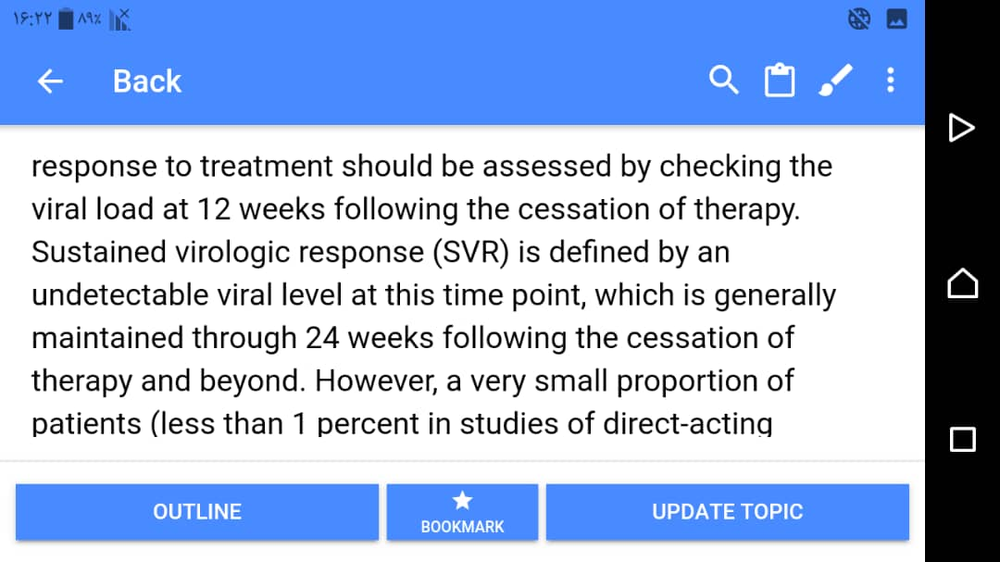 ۱۶:۲۲ ۸۹٪
Back
response to treatment should be assessed by checking the
viral load at 12 weeks following the cessation of therapy.
Sustained virologic response (SVR) is defined by an
undetectable viral level at this time point, which is generally
maintained through 24 weeks following the cessation of
therapy and beyond. However, a very small proportion of
patients (less than 1 percent in studies of direct-acting
OUTLINE
BOOKMARK
UPDATE TOPIC